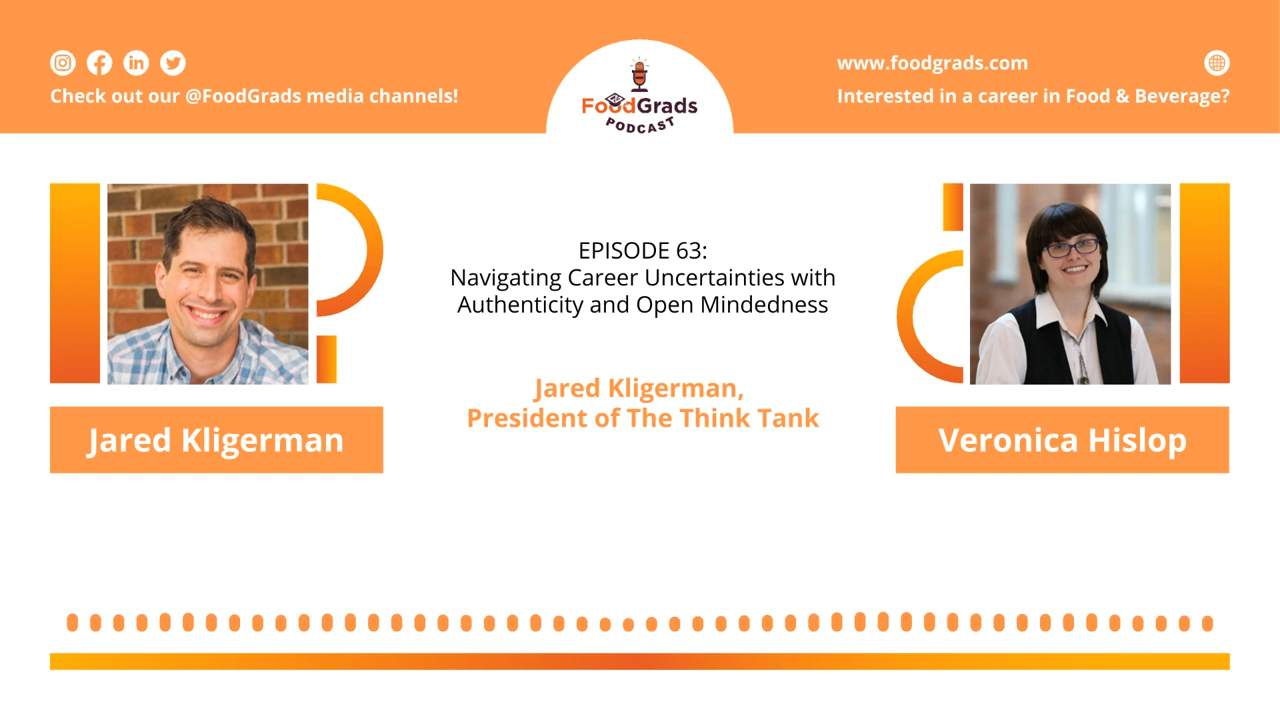 Check out our @FoodGrads media channels!
FoodGrads
PODCAST
www.foodgrads.com
Interested in a career in Food & Beverage?
EPISODE 63:
Navigating Career Uncertainties with
Authenticity and Open Mindedness
Jared Kligerman,
President of The Think Tank
Jared Kligerman
Veronica Hislop